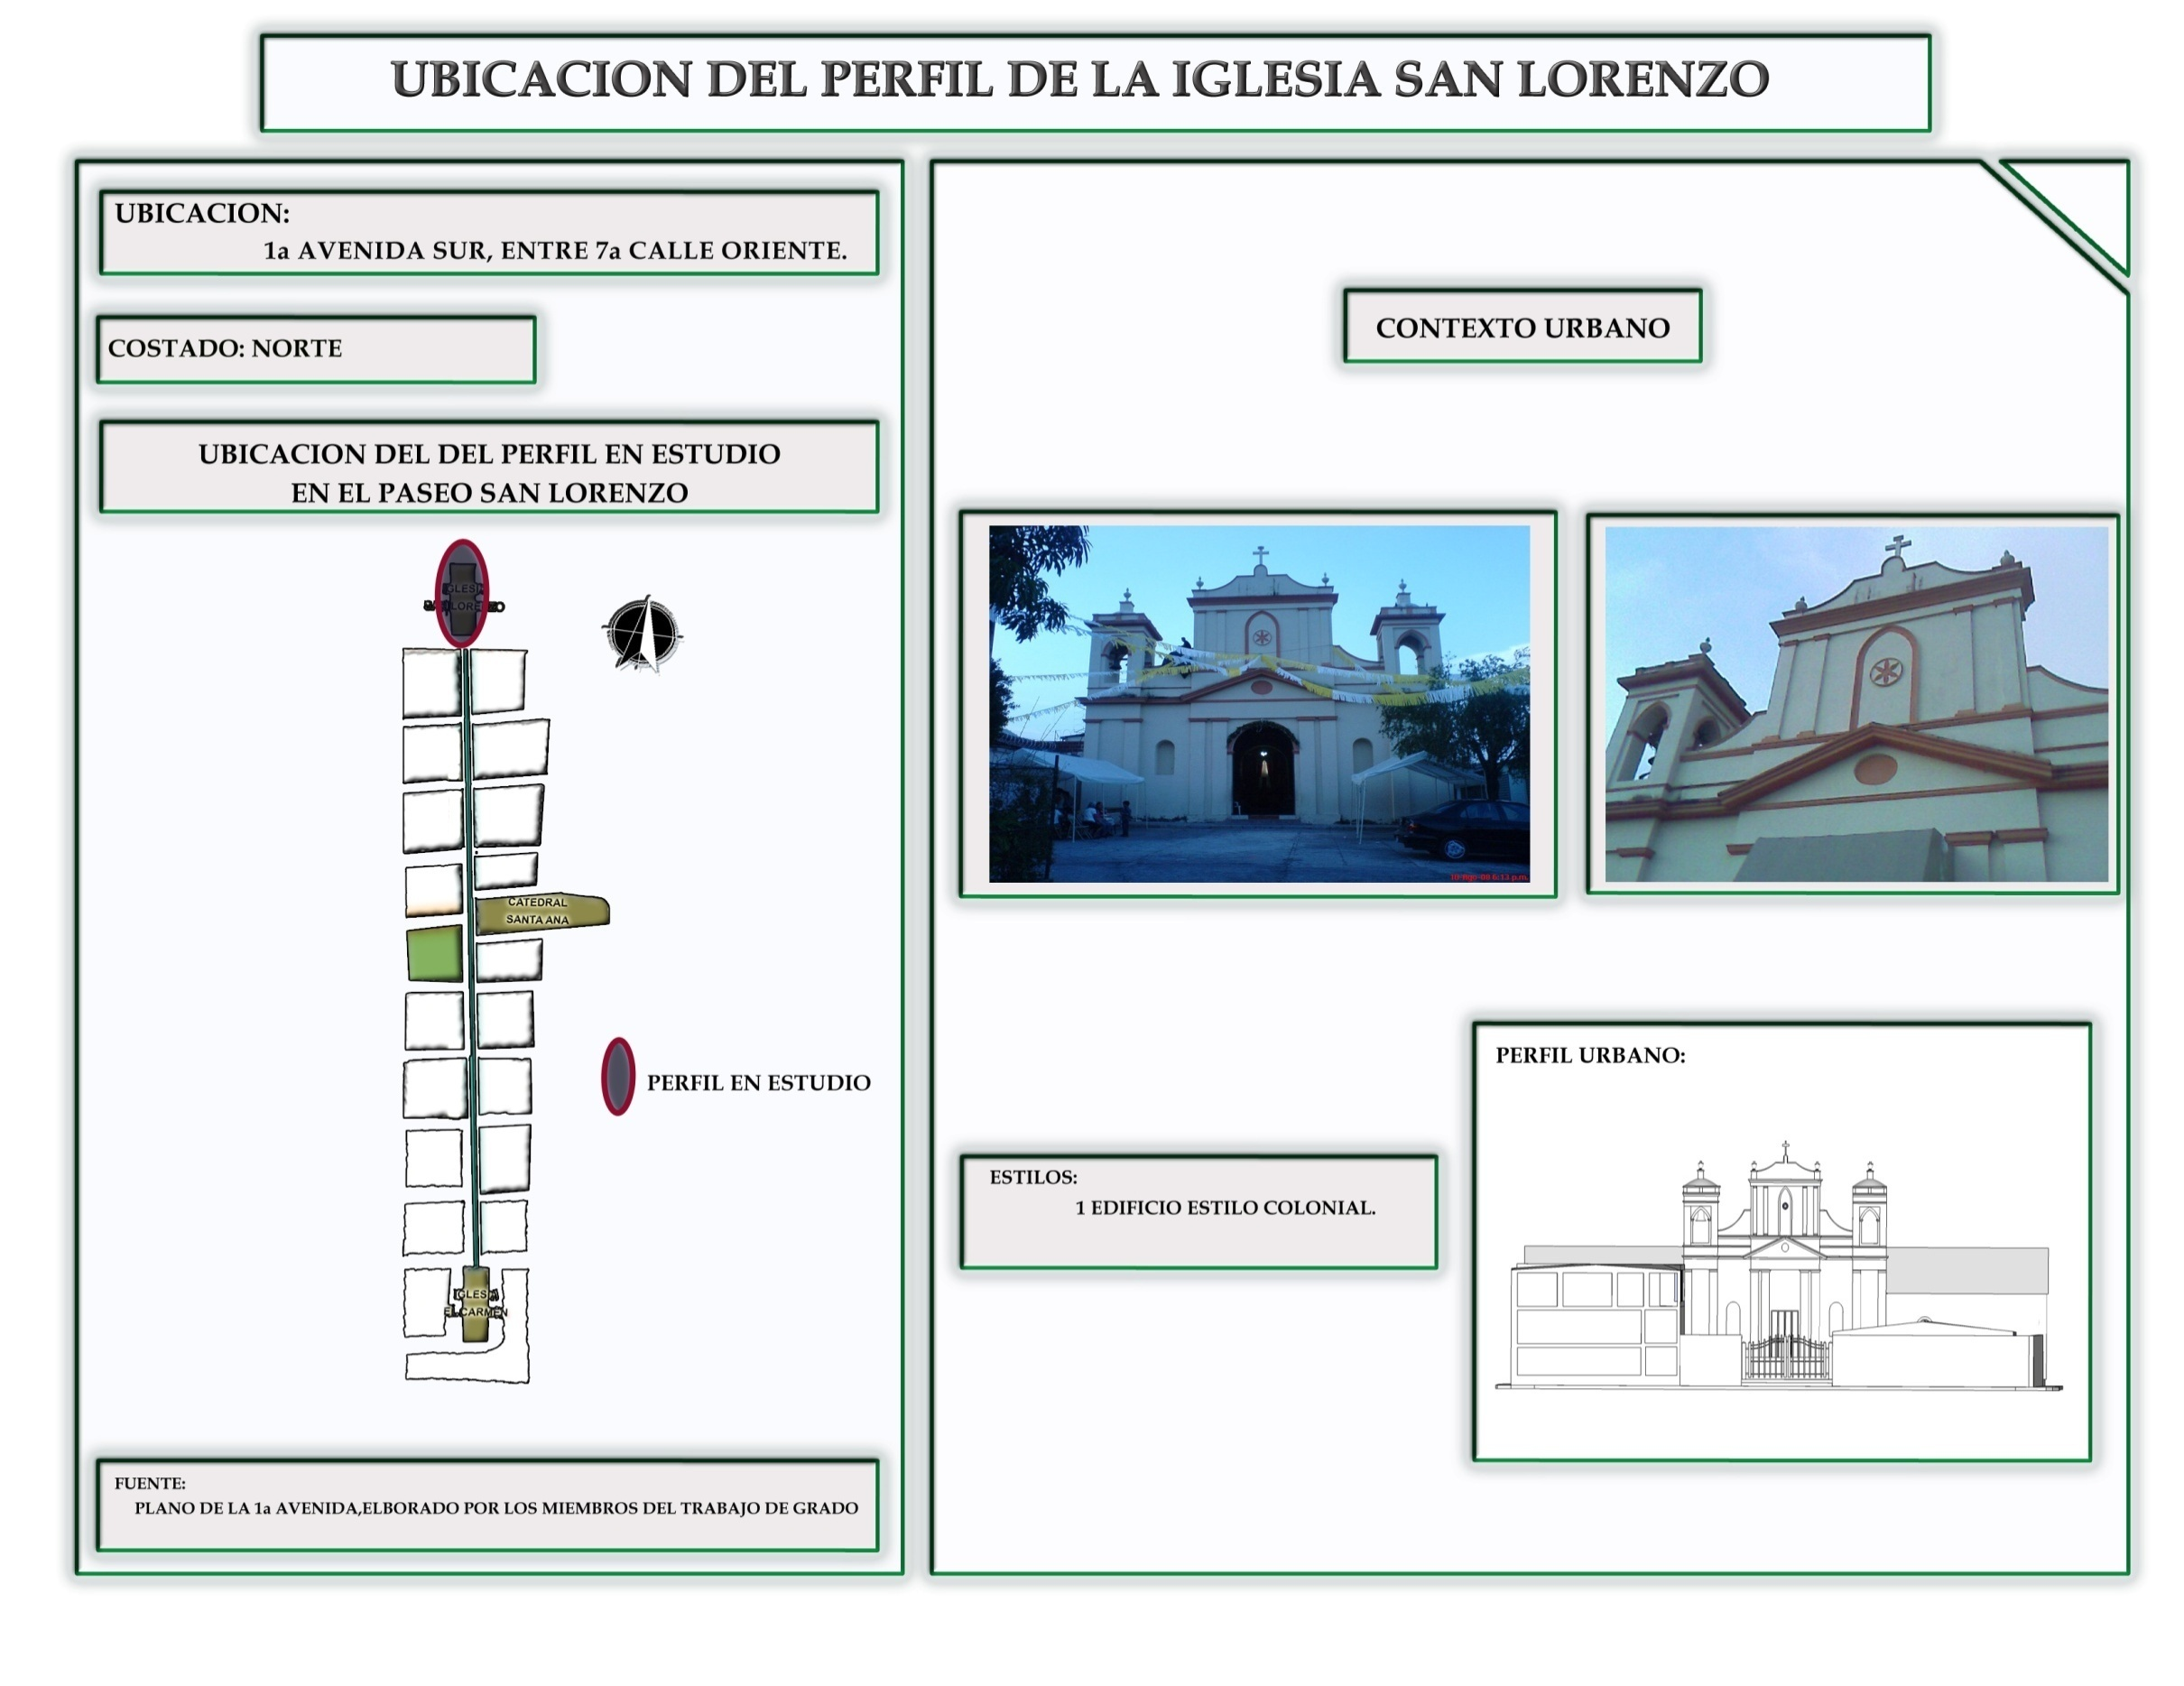 UBICACION DEL PERFIL DE LA IGLESIA SAN LORENZO
UBICACION:
1a AVENIDA SUR, ENTRE 7a CALLE ORIENTE.
COSTADO: NORTE
UBICACION DEL DEL PERFIL EN ESTUDIO
EN EL PASEO SAN LORENZO
CATEDRAL
SANTA ANA
PERFIL EN ESTUDIO
EL CARMEN
FUENTE:
PLANO DE LA 1a AVENIDA,ELBORADO POR LOS MIEMBROS DEL TRABAJO DE GRADO
CONTEXTO URBANO
ESTILOS:
1 EDIFICIO ESTILO COLONIAL.
PERFIL URBANO: